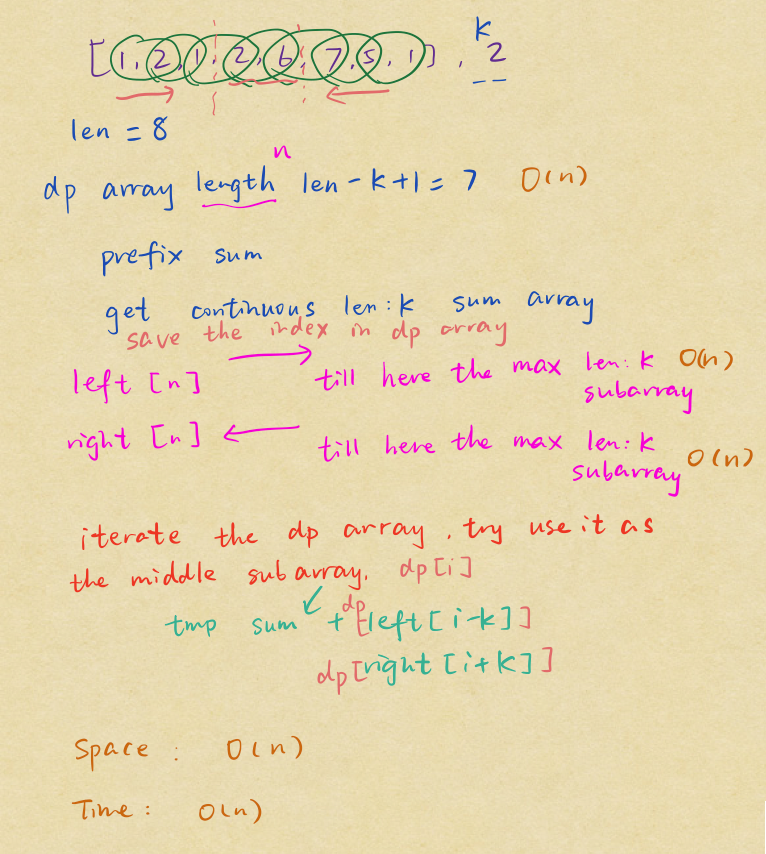 [1, 2, 1, 2, 6, 7, 5, 1], 2
k
len = 8
n
dp array length len - k + 1 = 7 O(n)
prefix sum
get continuous len: k sum array
save the index in dp array
left [n] till here the max len: k O(n)
subarray
right [n] till here the max len: k
subarray O(n)
iterate the dp array, try use it as
the middle subarray. dp[i]
tmp sum + dp[left[i-k]]
dp[right[i+k]]
Space: O(n)
Time: O(n)